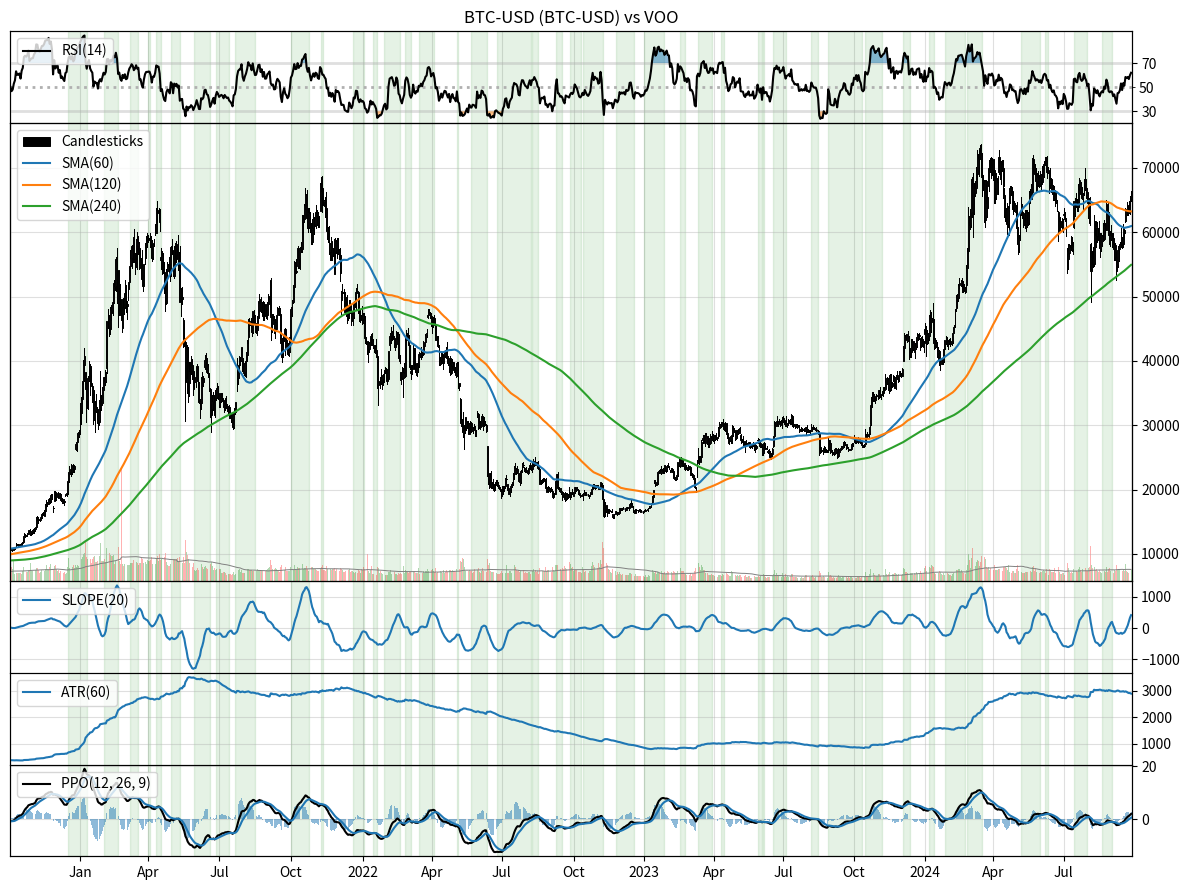 BTC-USD (BTC-USD) vs VOO
RSI(14)
70
50
30
Candlesticks
SMA(60)
SMA(120)
SMA(240)
70000
60000
50000
40000
30000
20000
10000
SLOPE(20)
1000
0
−1000
ATR(60)
3000
2000
1000
PPO(12, 26, 9)
20
0
Jan Apr Jul Oct 2022 Apr Jul Oct 2023 Apr Jul Oct 2024 Apr Jul